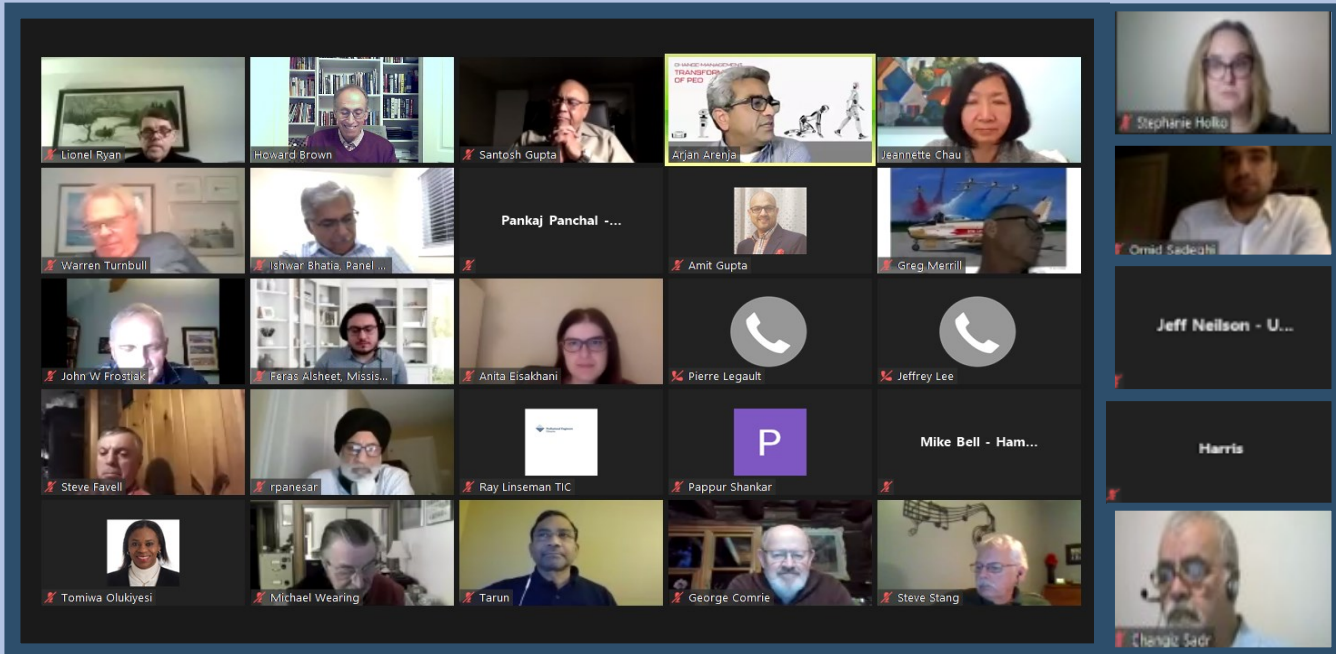 Lionel Ryan
Howard Brown
Santosh Gupta
CHANGE MANAGEMENT
TRANSFOR
OF PEO
Arjan Arenja
Jeannette Chau
Warren Turnbull
Ishwar Bhatia, Panel ...
Pankaj Panchal -...
Amit Gupta
Greg Merrill
John W Frostiak
Feras Alsheet, Missis...
Anita Eisakhani
Pierre Legault
Jeffrey Lee
Steve Favell
rpanesar
Ray Linseman TIC
P
Pappur Shankar
Mike Bell - Ham...
Tomiwa Olukiyesi
Michael Wearing
Tarun
George Comrie
Steve Stang
Stephanie Holko
Omid Sadeghi
Jeff Neilson - U...
Harris
Changiz Sadr